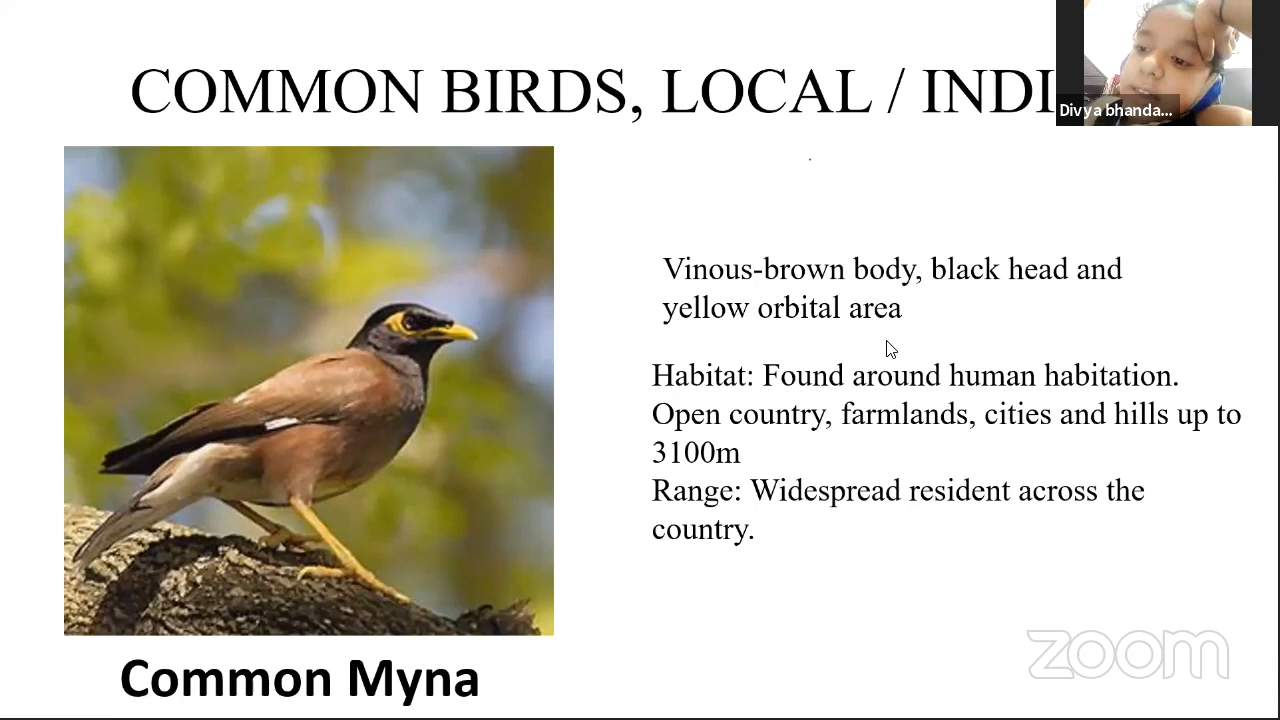 COMMON BIRDS, LOCAL / INDI
Divya bhanda...
Vinous-brown body, black head and
yellow orbital area
Habitat: Found around human habitation.
Open country, farmlands, cities and hills up to
3100m
Range: Widespread resident across the
country.
zoom
Common Myna